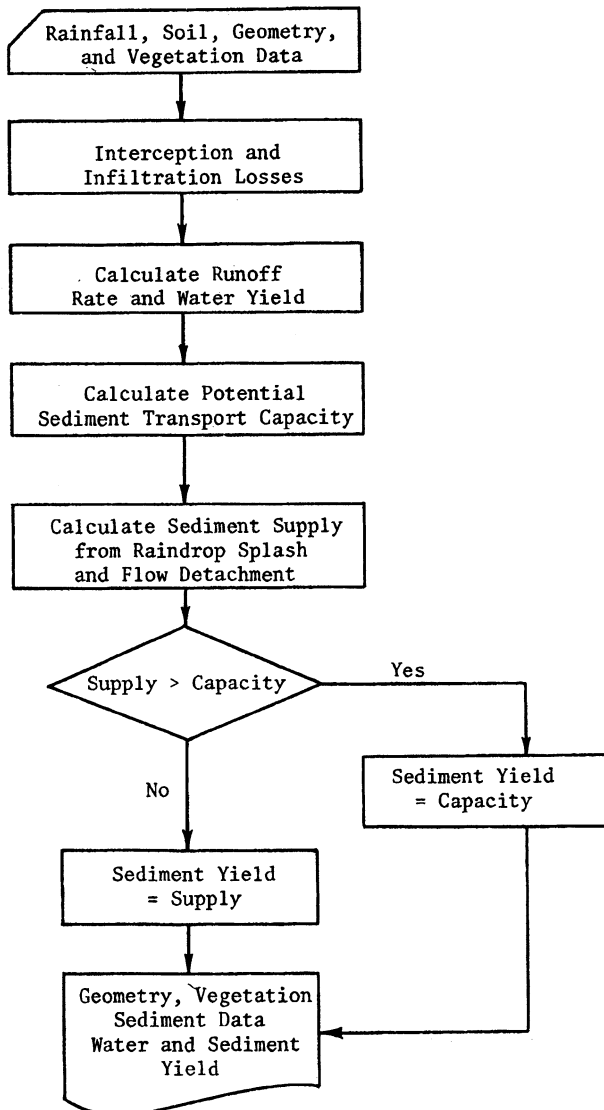 Rainfall, Soil, Geometry,
and Vegetation Data
Interception and
Infiltration Losses
Calculate Runoff
Rate and Water Yield
Calculate Potential
Sediment Transport Capacity
Calculate Sediment Supply
from Raindrop Splash
and Flow Detachment
Supply > Capacity
Yes
No
Sediment Yield
= Capacity
Sediment Yield
= Supply
Geometry, Vegetation
Sediment Data
Water and Sediment
Yield